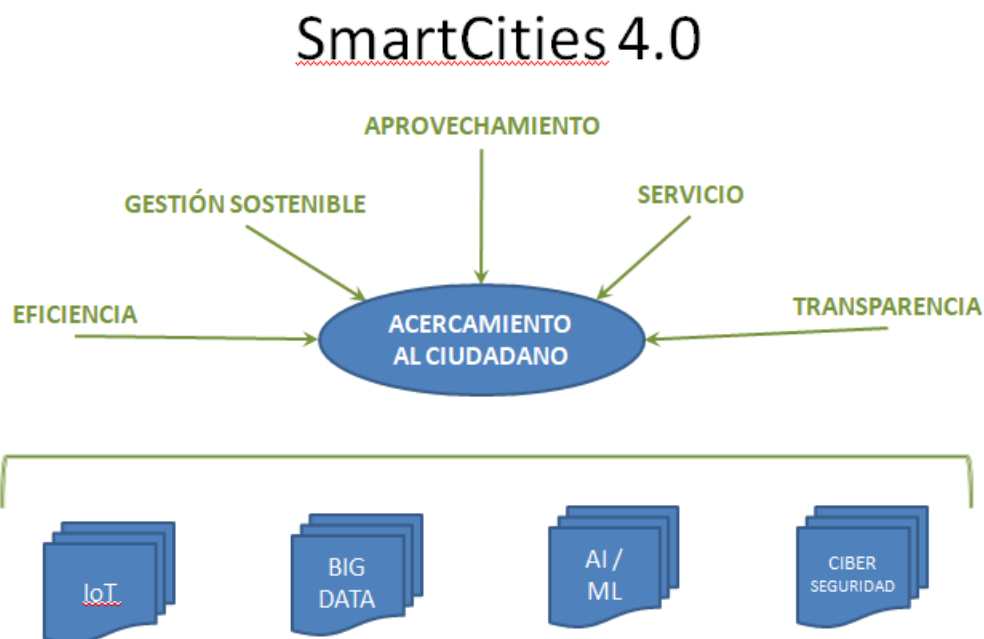 SmartCities 4.0
APROVECHAMIENTO
GESTIÓN SOSTENIBLE
SERVICIO
EFICIENCIA
TRANSPARENCIA
ACERCAMIENTO
AL CIUDADANO
IoT
BIG
DATA
AI /
ML
CIBER
SEGURIDAD